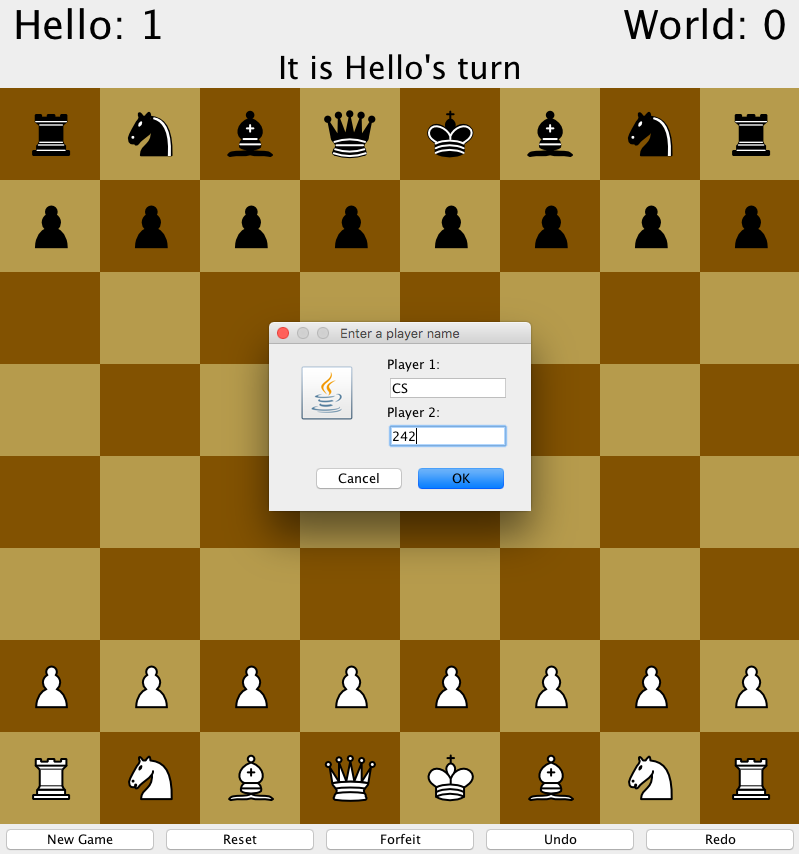 Hello: 1
World: 0
It is Hello's turn
Enter a player name
Player 1:
CS
Player 2:
242
Cancel
OK
New Game
Reset
Forfeit
Undo
Redo